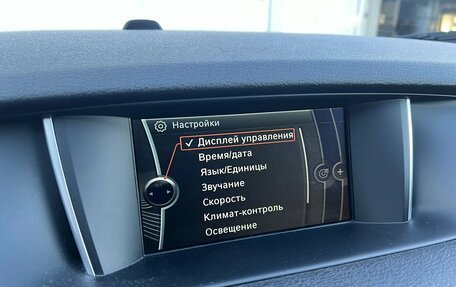 Настройки
Дисплей управления
Время/дата
Язык/Единицы
Звучание
Скорость
Климат-контроль
Освещение